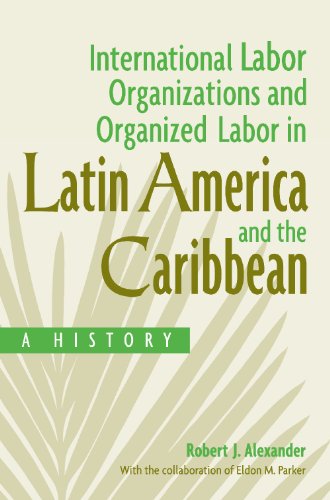 International Labor
Organizations and
Organized Labor in
Latin America
and the
Caribbean
A HISTORY
Robert J. Alexander
With the collaboration of Eldon M. Parker